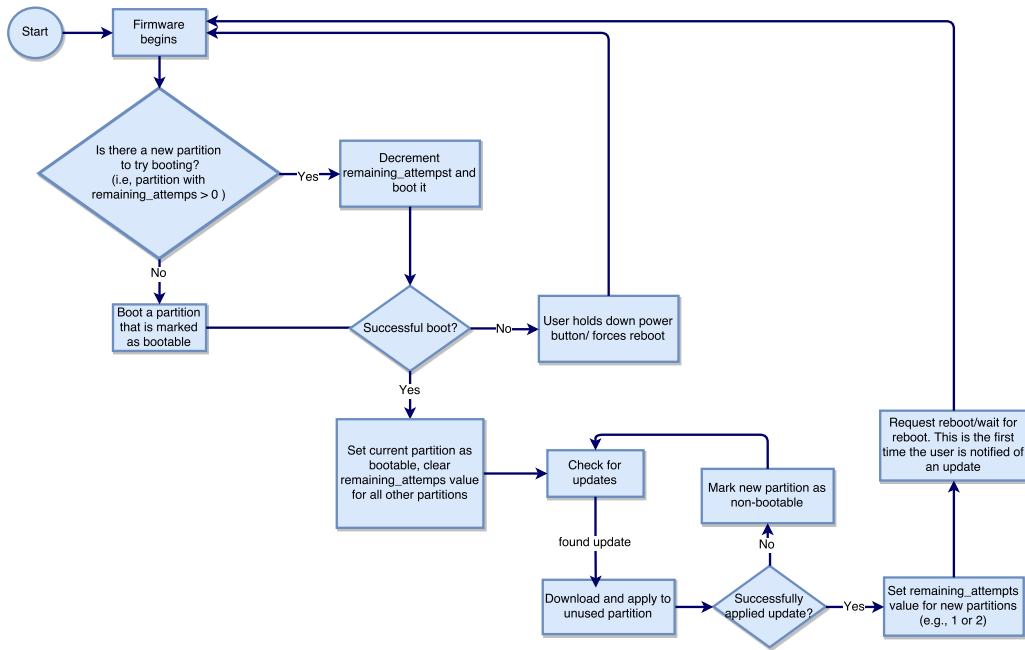 Start
Firmware
begins
Is there a new partition
to try booting?
(i.e, partition with
remaining_attemps > 0 )
Yes
Decrement
remaining_attempst and
boot it
No
Boot a partition
that is marked
as bootable
Successful boot?
No
User holds down power
button/ forces reboot
Yes
Set current partition as
bootable, clear
remaining_attemps value
for all other partitions
Check for
updates
found update
Download and apply to
unused partition
Successfully
applied update?
No
Mark new partition as
non-bootable
Yes
Set remaining_attempts
value for new partitions
(e.g., 1 or 2)
Request reboot/wait for
reboot. This is the first
time the user is notified of
an update